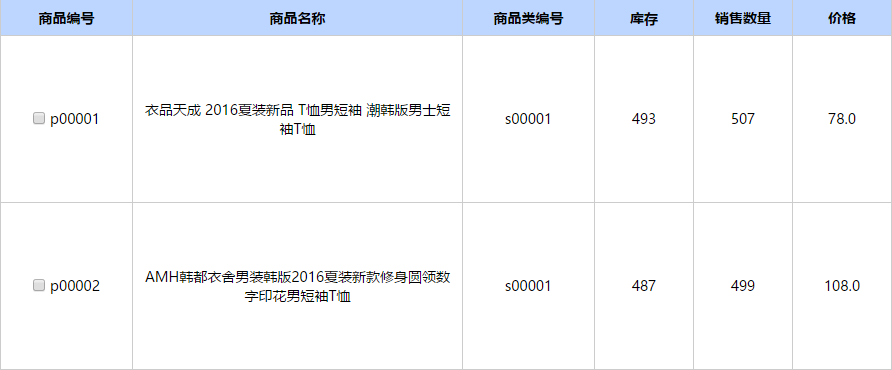 商品编号 商品名称 商品类编号 库存 销售数量 价格
p00001 衣品天成 2016夏装新品 T恤男短袖 潮韩版男士短 s00001 493 507 78.0
袖T恤
p00002 AMH韩都衣舍男装韩版2016夏装新款修身圆领数 s00001 487 499 108.0
字印花男短袖T恤